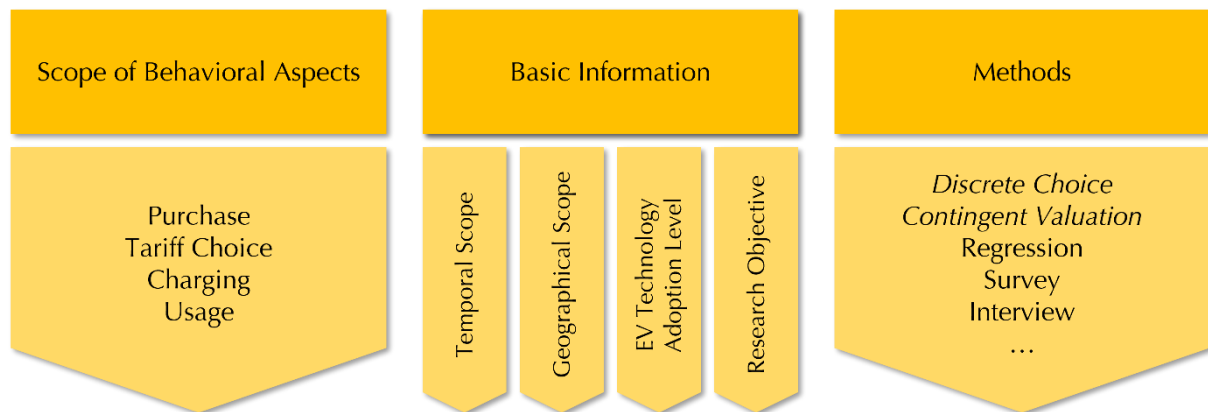 Scope of Behavioral Aspects
Purchase
Tariff Choice
Charging
Usage
Basic Information
Temporal Scope
Geographical Scope
EV Technology
Adoption Level
Research Objective
Methods
Discrete Choice
Contingent Valuation
Regression
Survey
Interview
…